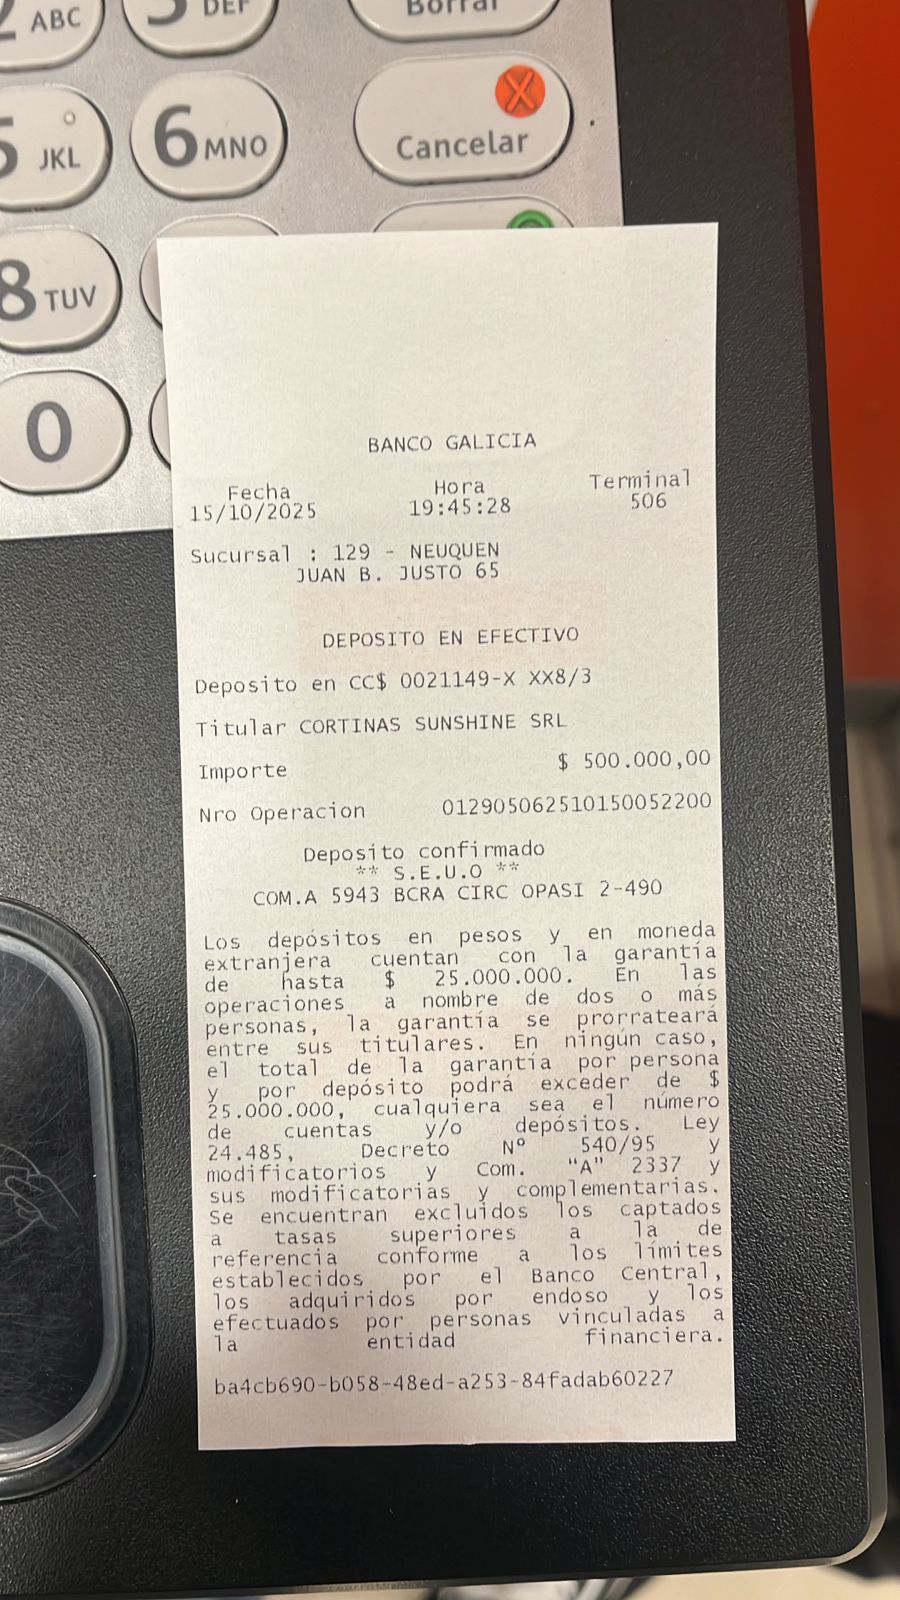 2 ABC
3 DEF
Borrar
5 JKL
6 MNO
Cancelar
8 TUV
0
BANCO GALICIA
Fecha Hora Terminal
15/10/2025 19:45:28 506
Sucursal : 129 - NEUQUEN
JUAN B. JUSTO 65
DEPOSITO EN EFECTIVO
Deposito en CC$ 0021149-X XX8/3
Titular CORTINAS SUNSHINE SRL
Importe $ 500.000,00
Nro Operacion 012905062510150052200
Deposito confirmado
** S.E.U.O **
COM.A 5943 BCRA CIRC OPASI 2-490
Los depósitos en pesos y en moneda
extranjera cuentan con la garantía
de hasta $ 25.000.000. En las
operaciones a nombre de dos o más
personas, la garantía se prorrateará
entre sus titulares. En ningún caso,
el total de la garantía por persona
y por depósito podrá exceder de $
25.000.000, cualquiera sea el número
de cuentas y/o depósitos. Ley
24.485, Decreto Nº 540/95 y
modificatorios y Com. "A" 2337 y
sus modificatorias y complementarias.
Se encuentran excluidos los captados
a tasas superiores a la de
referencia conforme a los límites
establecidos por el Banco Central,
los adquiridos por endoso y los
efectuados por personas vinculadas a
la entidad financiera.
ba4cb690-b058-48ed-a253-84fadab60227